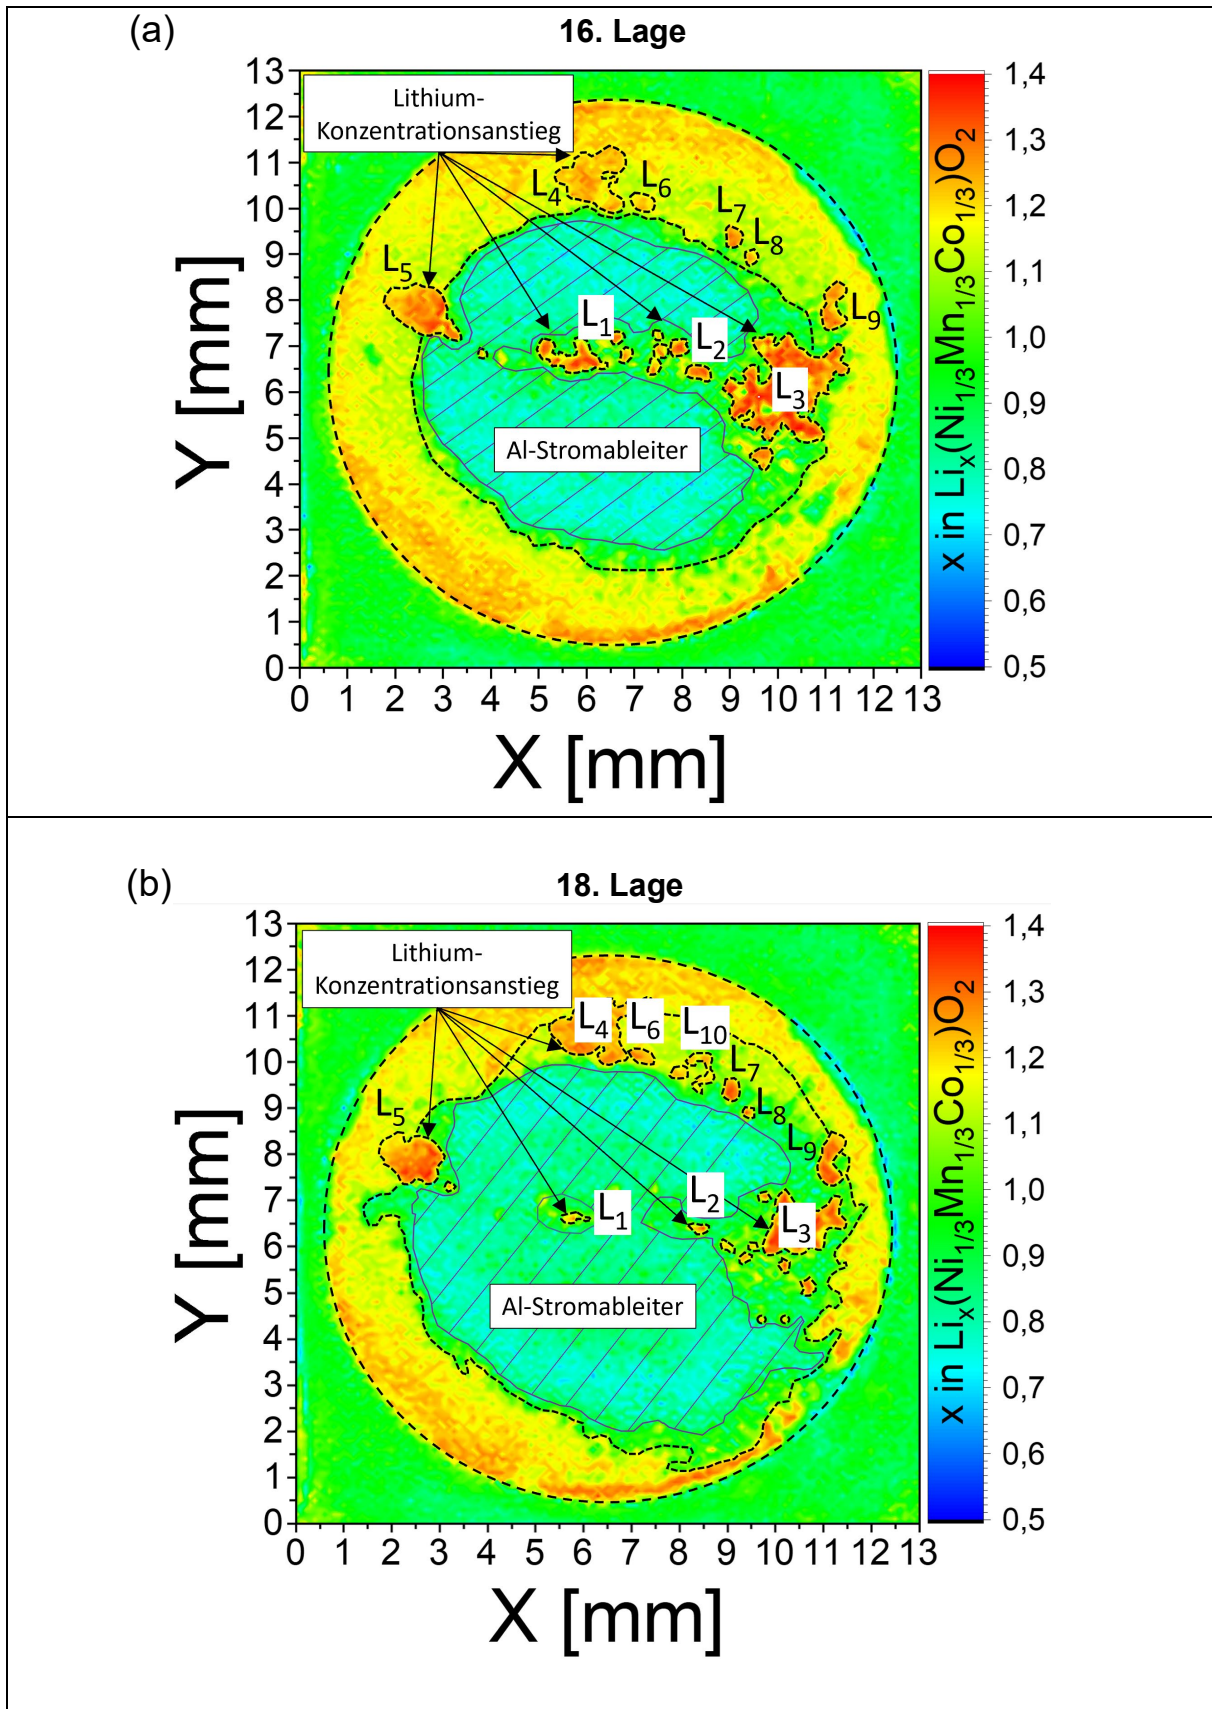 (a)
16. Lage
Lithium-
Konzentrationsanstieg
L4
L6
L7
L8
L5
L9
L1
L2
L3
Al-Stromableiter
Y [mm]
13
12
11
10
9
8
7
6
5
4
3
2
1
0
0 1 2 3 4 5 6 7 8 9 10 11 12 13
X [mm]
1,4
1,3
1,2
1,1
1,0
0,9
0,8
0,7
0,6
0,5
x in Lix(Ni1/3Mn1/3Co1/3)O2
(b)
18. Lage
Lithium-
Konzentrationsanstieg
L4
L6
L10
L7
L8
L5
L9
L1
L2
L3
Al-Stromableiter
Y [mm]
13
12
11
10
9
8
7
6
5
4
3
2
1
0
0 1 2 3 4 5 6 7 8 9 10 11 12 13
X [mm]
1,4
1,3
1,2
1,1
1,0
0,9
0,8
0,7
0,6
0,5
x in Lix(Ni1/3Mn1/3Co1/3)O2